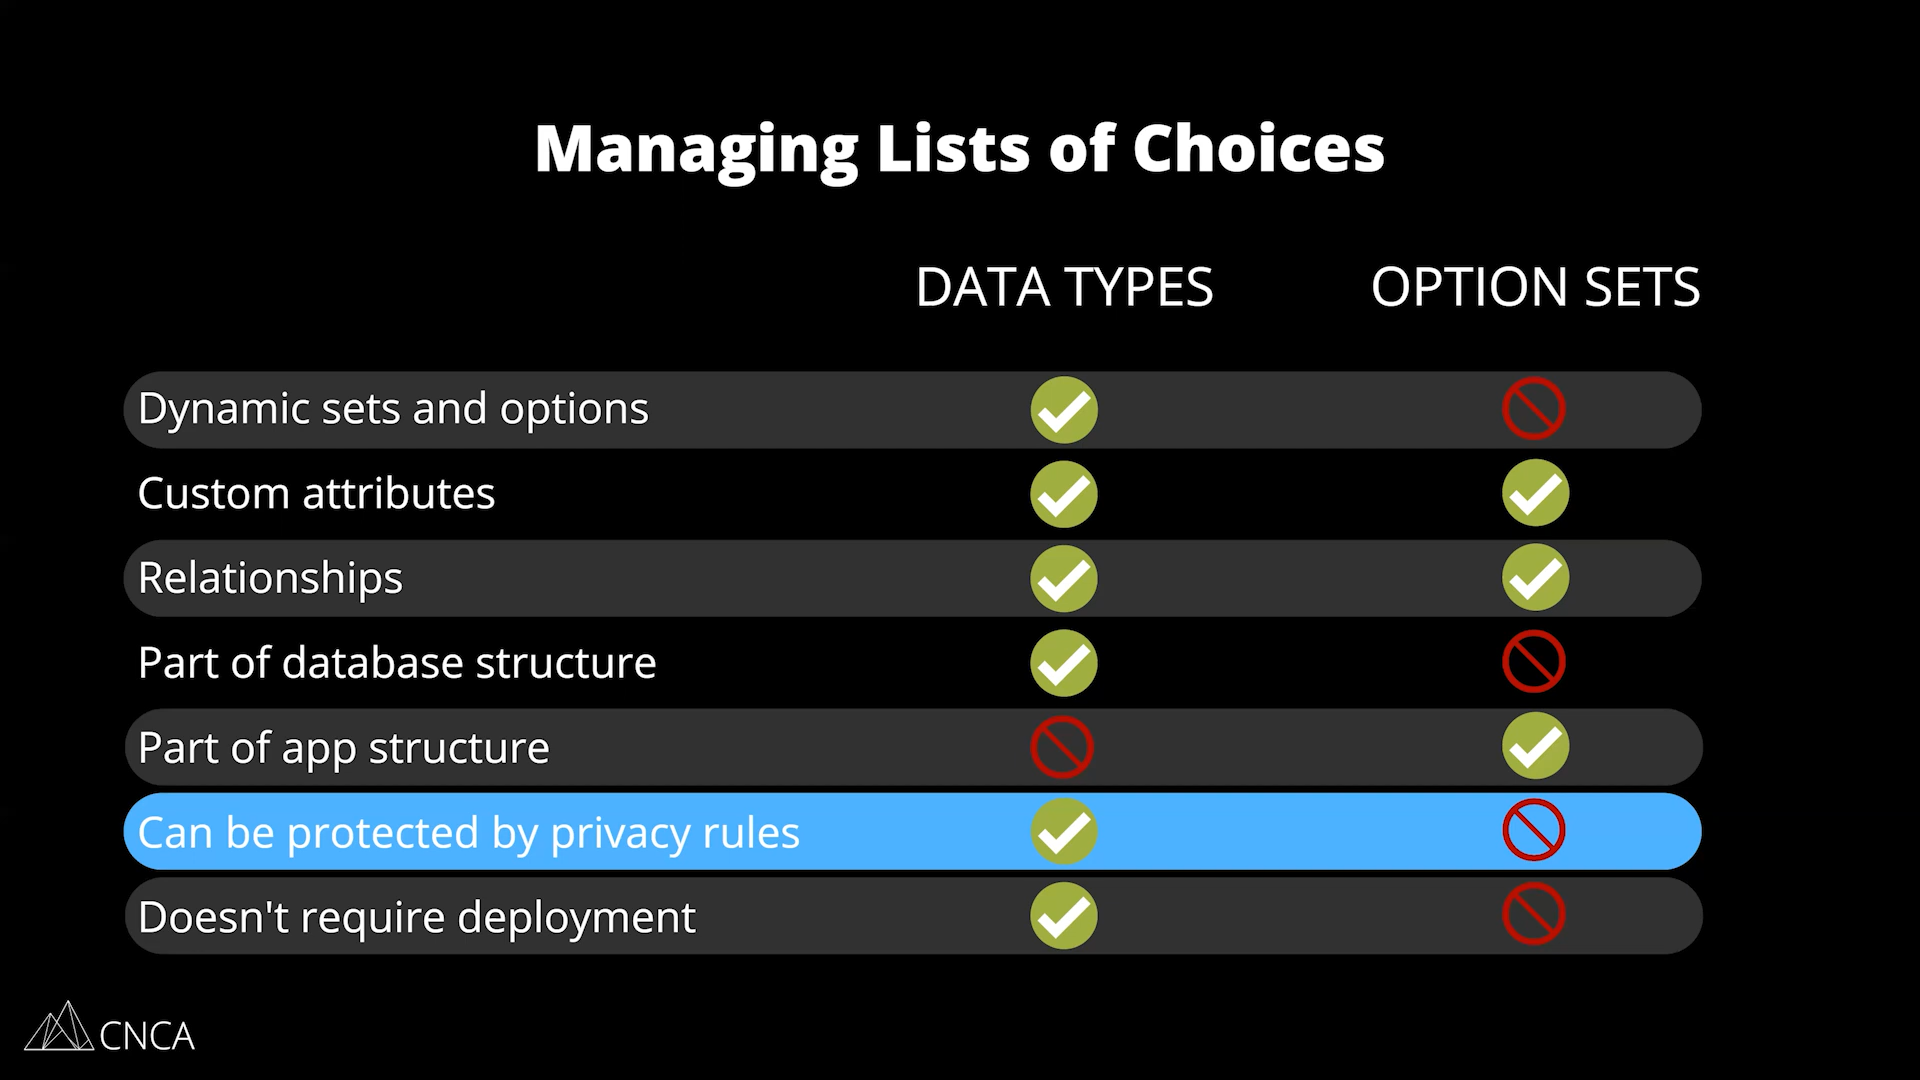 Managing Lists of Choices
DATA TYPES OPTION SETS
Dynamic sets and options
Custom attributes
Relationships
Part of database structure
Part of app structure
Can be protected by privacy rules
Doesn't require deployment
CNCA